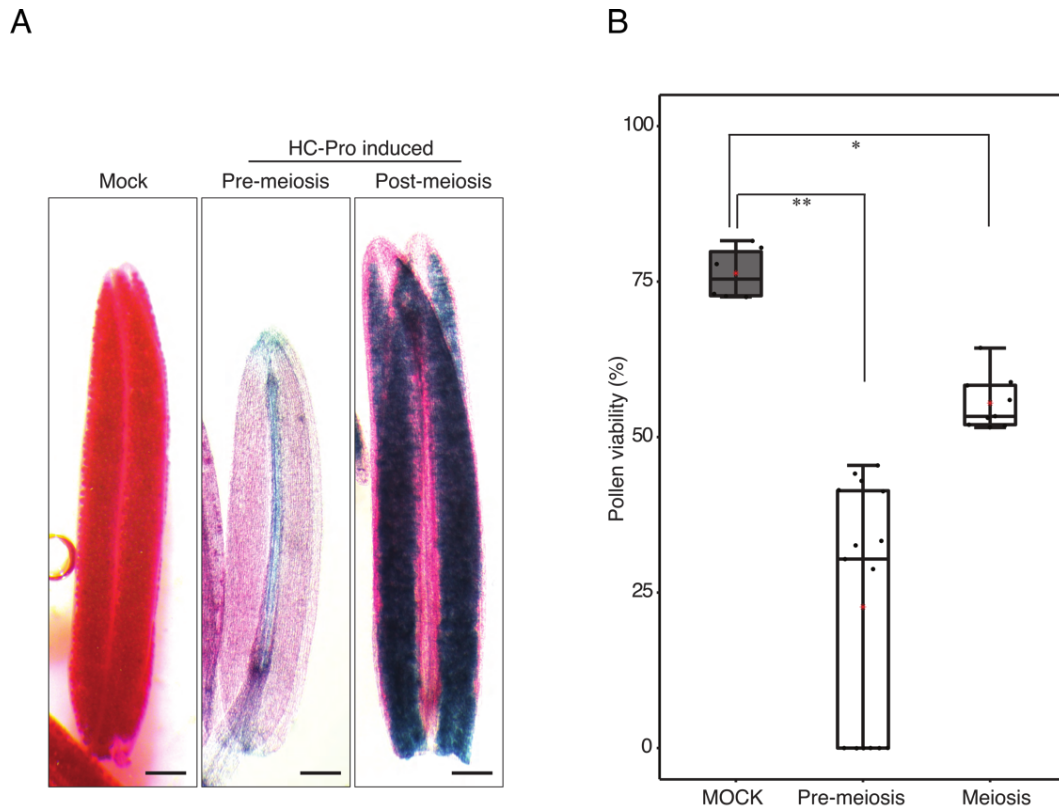 A
HC-Pro induced
Mock
Pre-meiosis
Post-meiosis
B
Pollen viability (%)
100
75
50
25
0
*
**
MOCK
Pre-meiosis
Meiosis